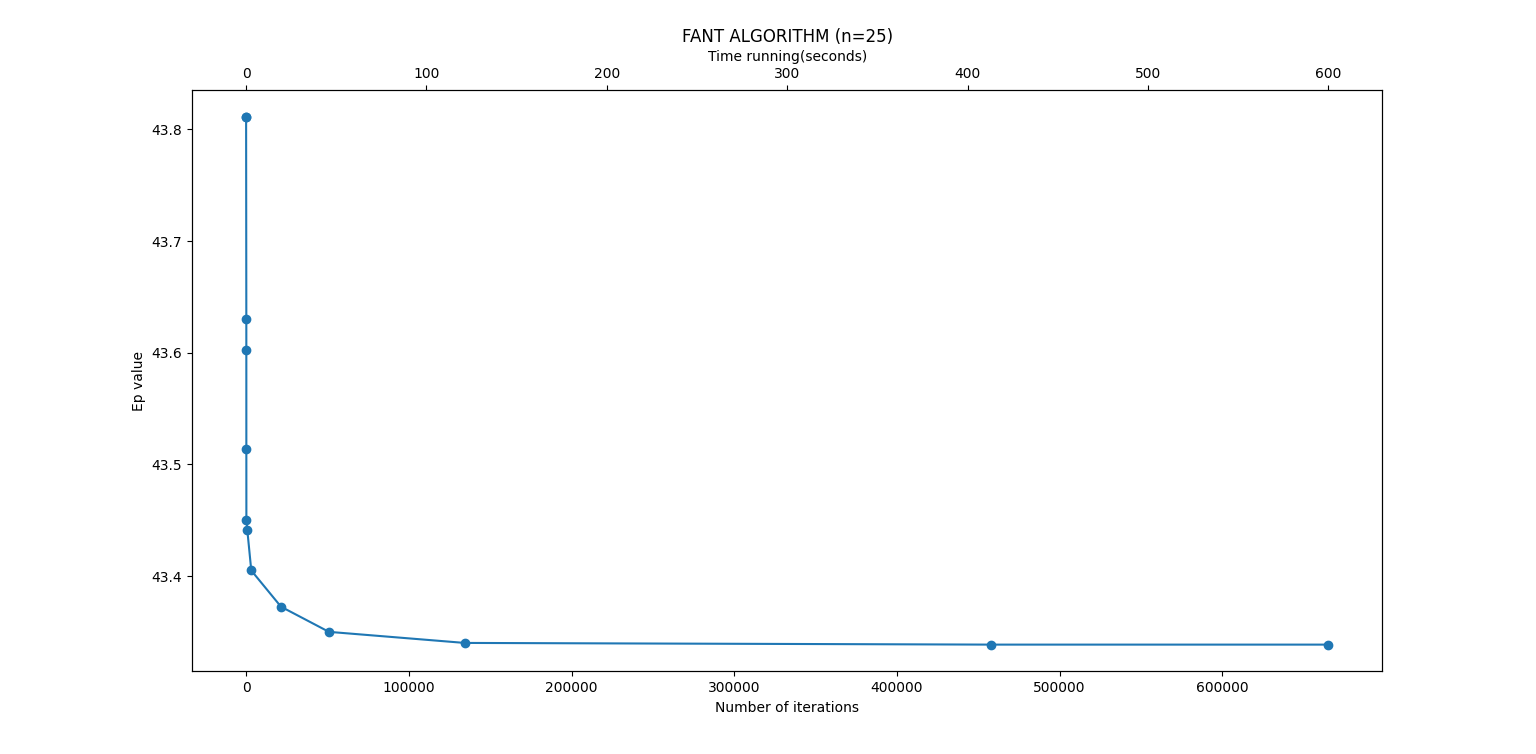 FANT ALGORITHM (n=25)
Time running(seconds)
0 100 200 300 400 500 600
43.8
43.7
43.6
43.5
43.4
Ep value
0 100000 200000 300000 400000 500000 600000
Number of iterations